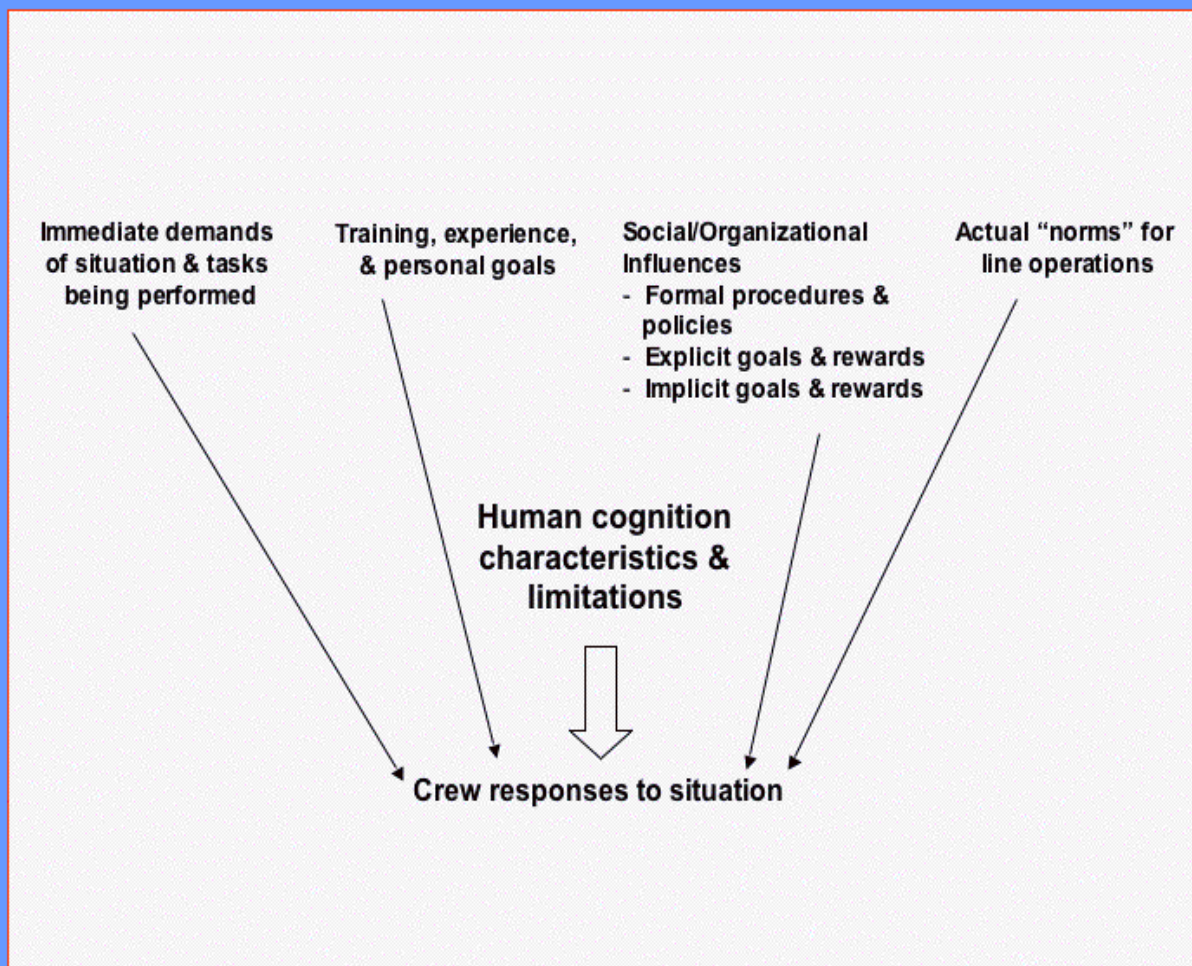 Immediate demands
of situation & tasks
being performed
Training, experience,
& personal goals
Social/Organizational
Influences
- Formal procedures &
policies
- Explicit goals & rewards
- Implicit goals & rewards
Actual “norms” for
line operations
Human cognition
characteristics &
limitations
Crew responses to situation